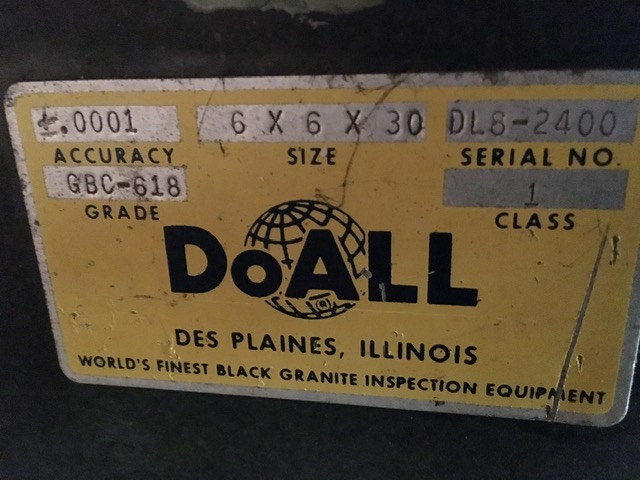 ±.0001 6 X 6 X 30 DL8-2400
ACCURACY SIZE SERIAL NO.
GBC-618 1
GRADE CLASS
DoALL
DES PLAINES, ILLINOIS
WORLD'S FINEST BLACK GRANITE INSPECTION EQUIPMENT